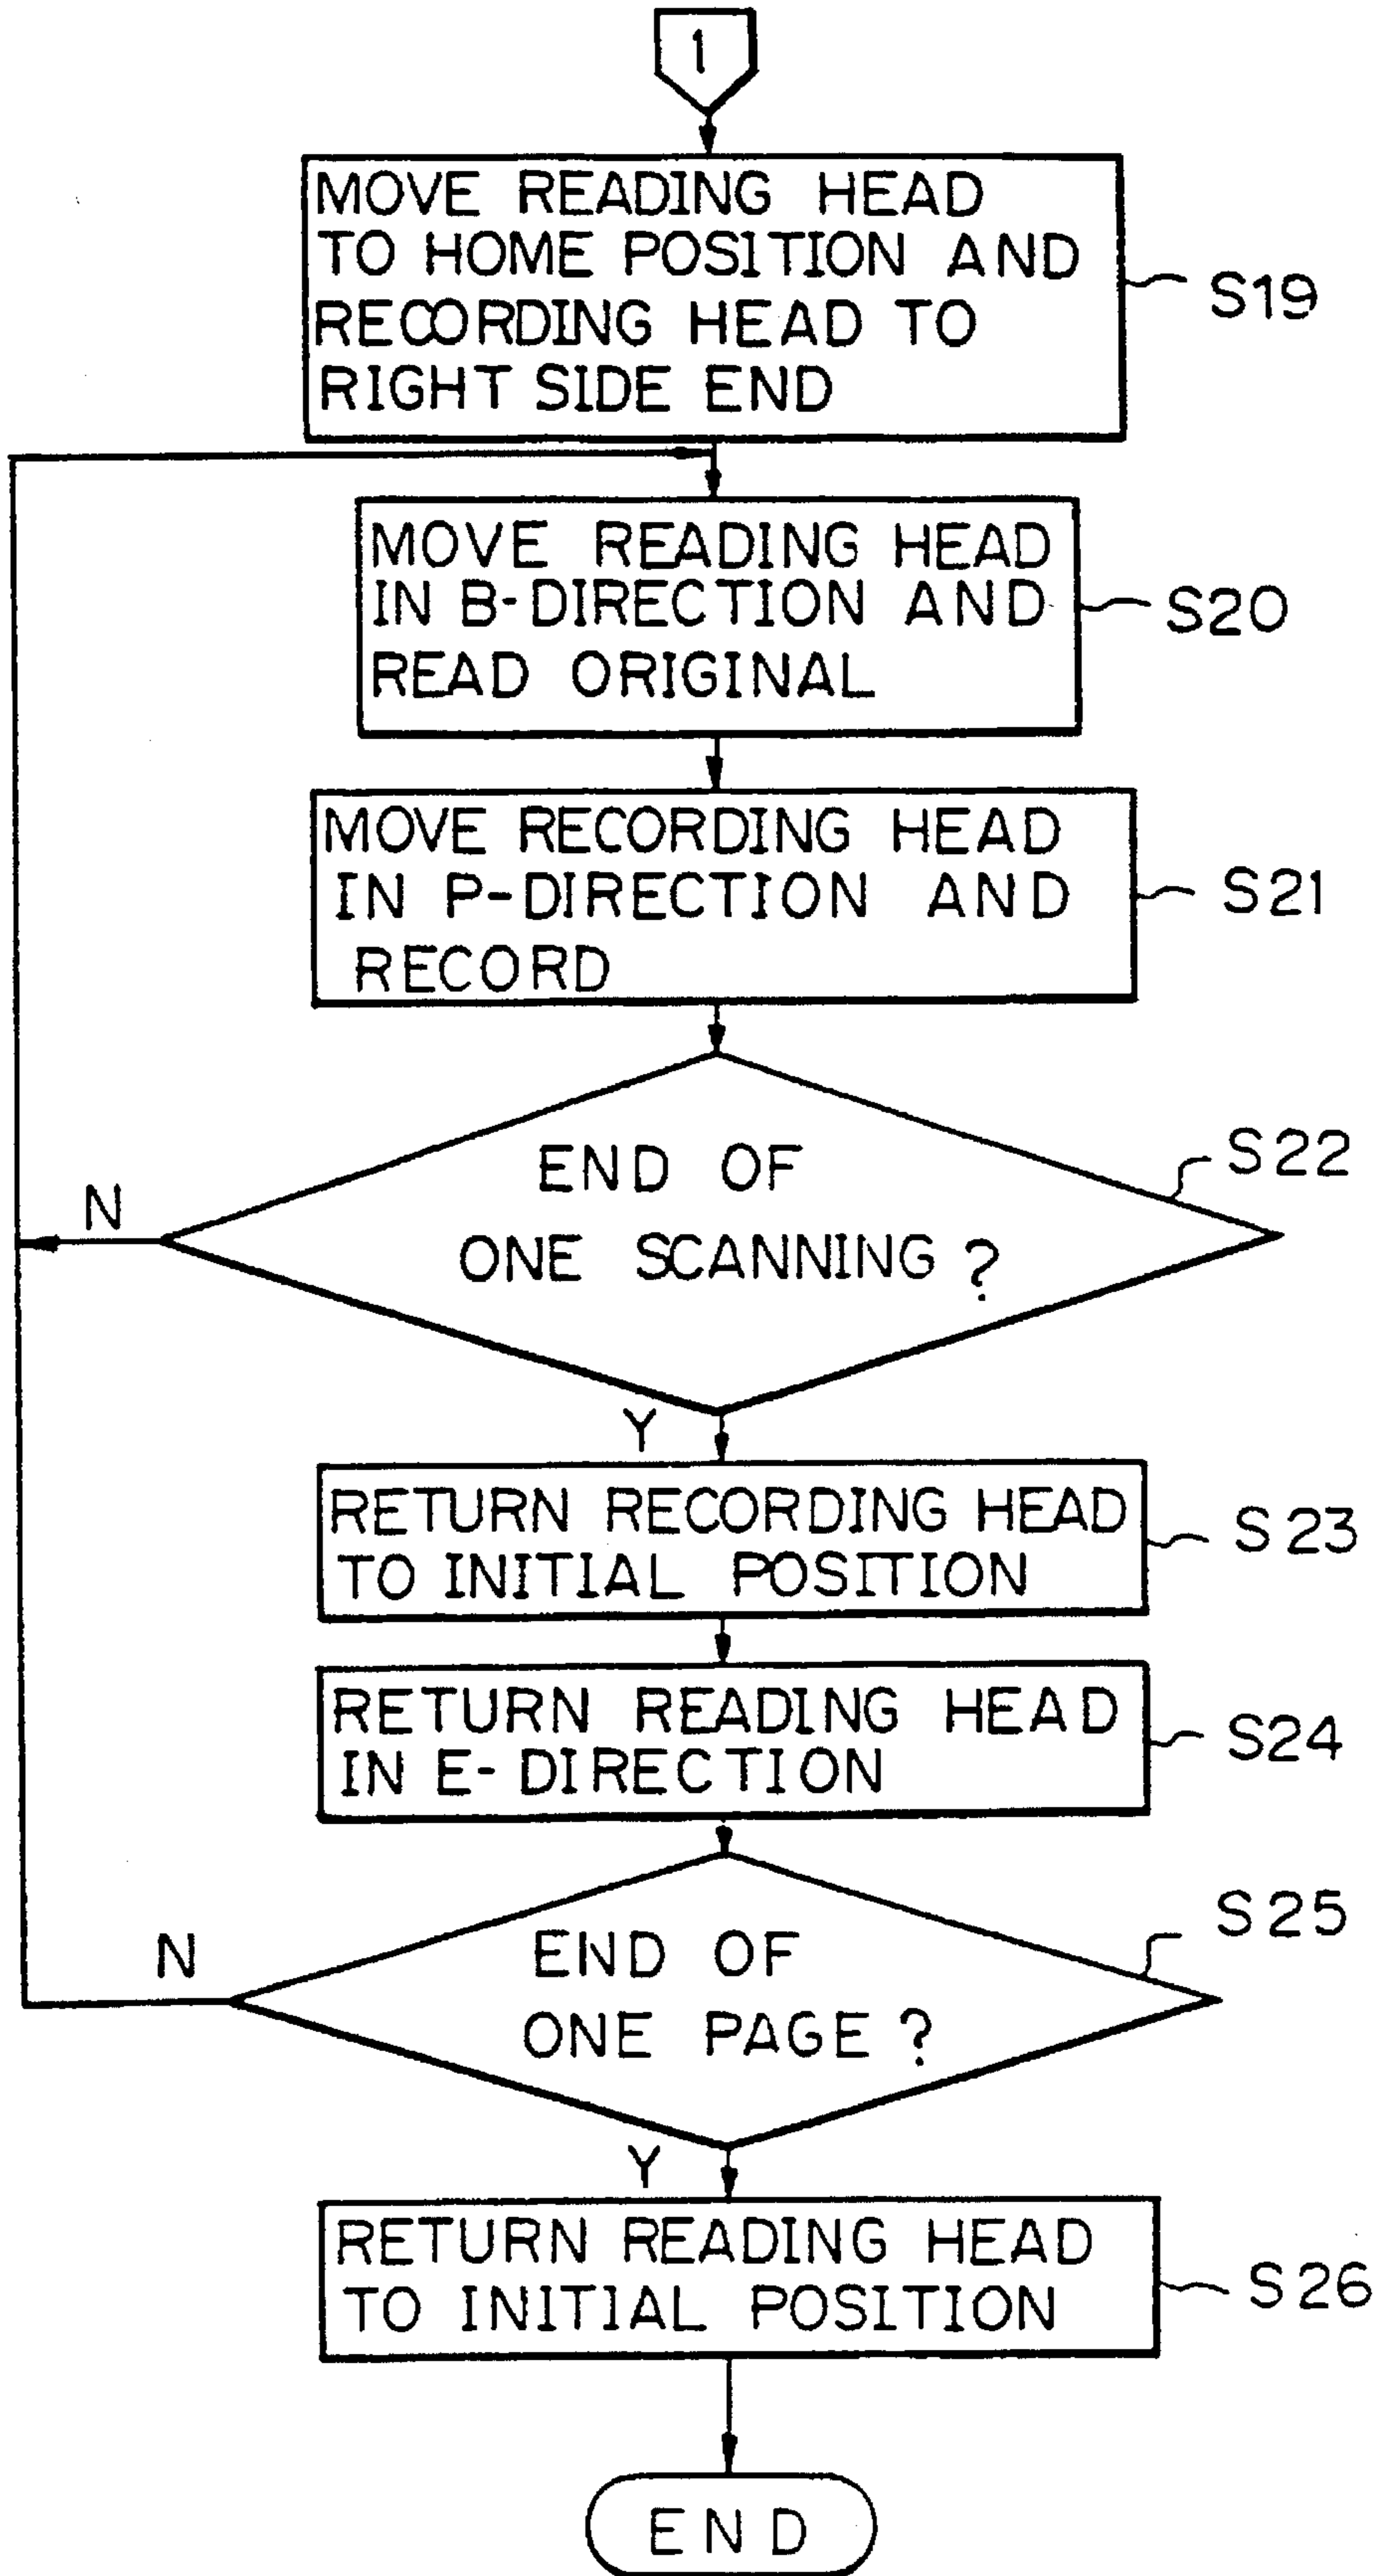 1
MOVE READING HEAD
TO HOME POSITION AND
RECORDING HEAD TO
RIGHT SIDE END
S19
MOVE READING HEAD
IN B-DIRECTION AND
READ ORIGINAL
S20
MOVE RECORDING HEAD
IN P-DIRECTION AND
RECORD
S21
END OF
ONE SCANNING?
S22
N
Y
RETURN RECORDING HEAD
TO INITIAL POSITION
S23
RETURN READING HEAD
IN E-DIRECTION
S24
END OF
ONE PAGE?
S25
N
Y
RETURN READING HEAD
TO INITIAL POSITION
S26
END